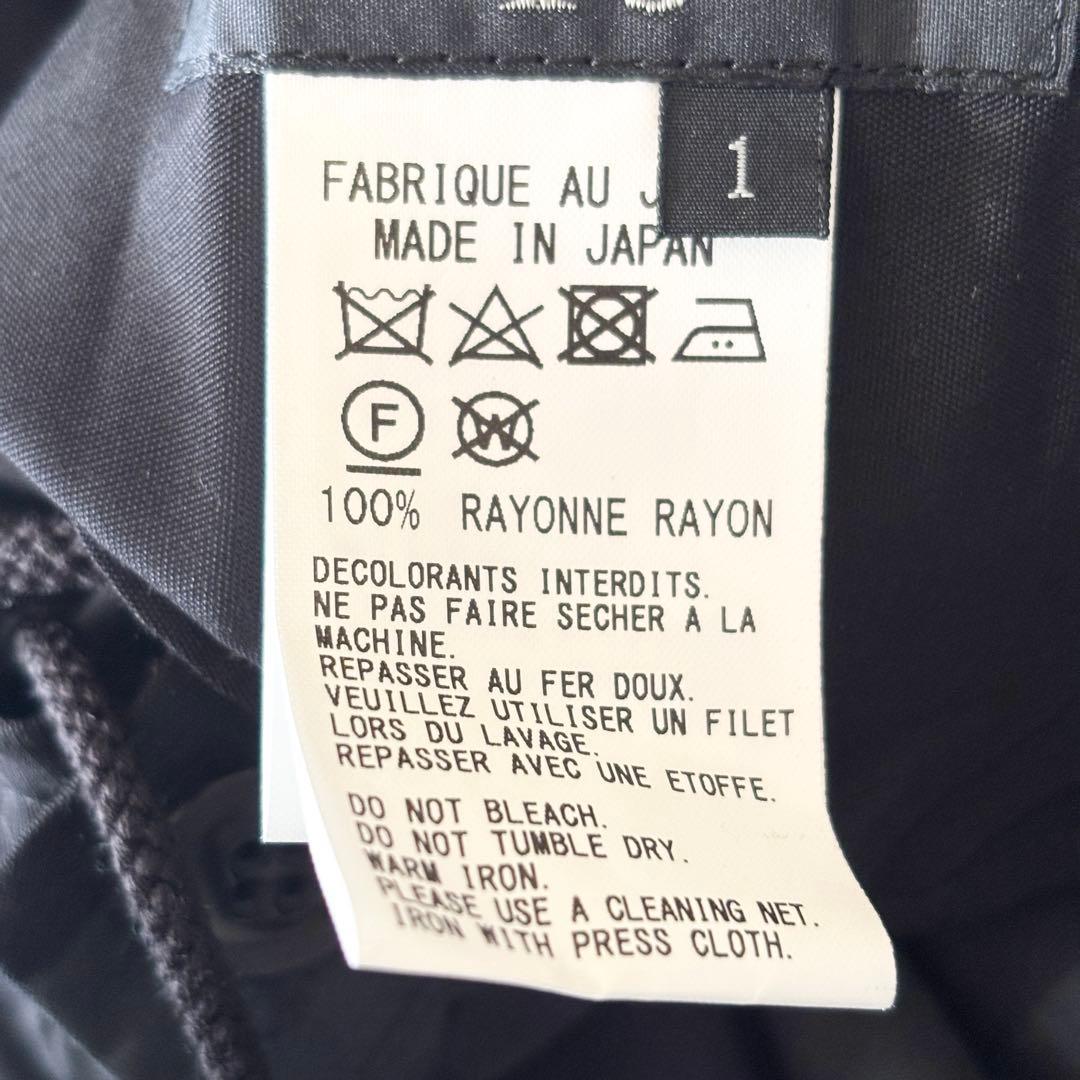 1
FABRIQUE AU J
MADE IN JAPAN
F
W
100% RAYONNE RAYON
DECOLORANTS INTERDITS.
NE PAS FAIRE SECHER A LA
MACHINE.
REPASSER AU FER DOUX.
VEUILLEZ UTILISER UN FILET
LORS DU LAVAGE.
REPASSER AVEC UNE ETOFFE.
DO NOT BLEACH.
DO NOT TUMBLE DRY.
WARM IRON.
PLEASE USE A CLEANING NET.
IRON WITH PRESS CLOTH.